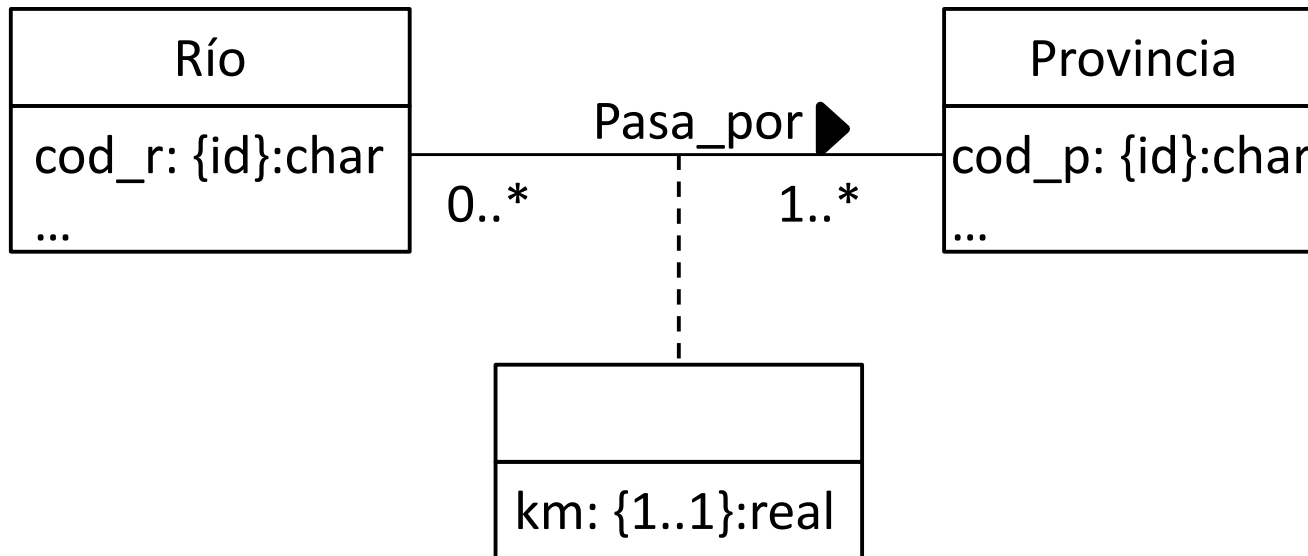 Río
cod_r: {id}:char
...
Pasa_por
0..*
1..*
Provincia
cod_p: {id}:char
...
km: {1..1}:real